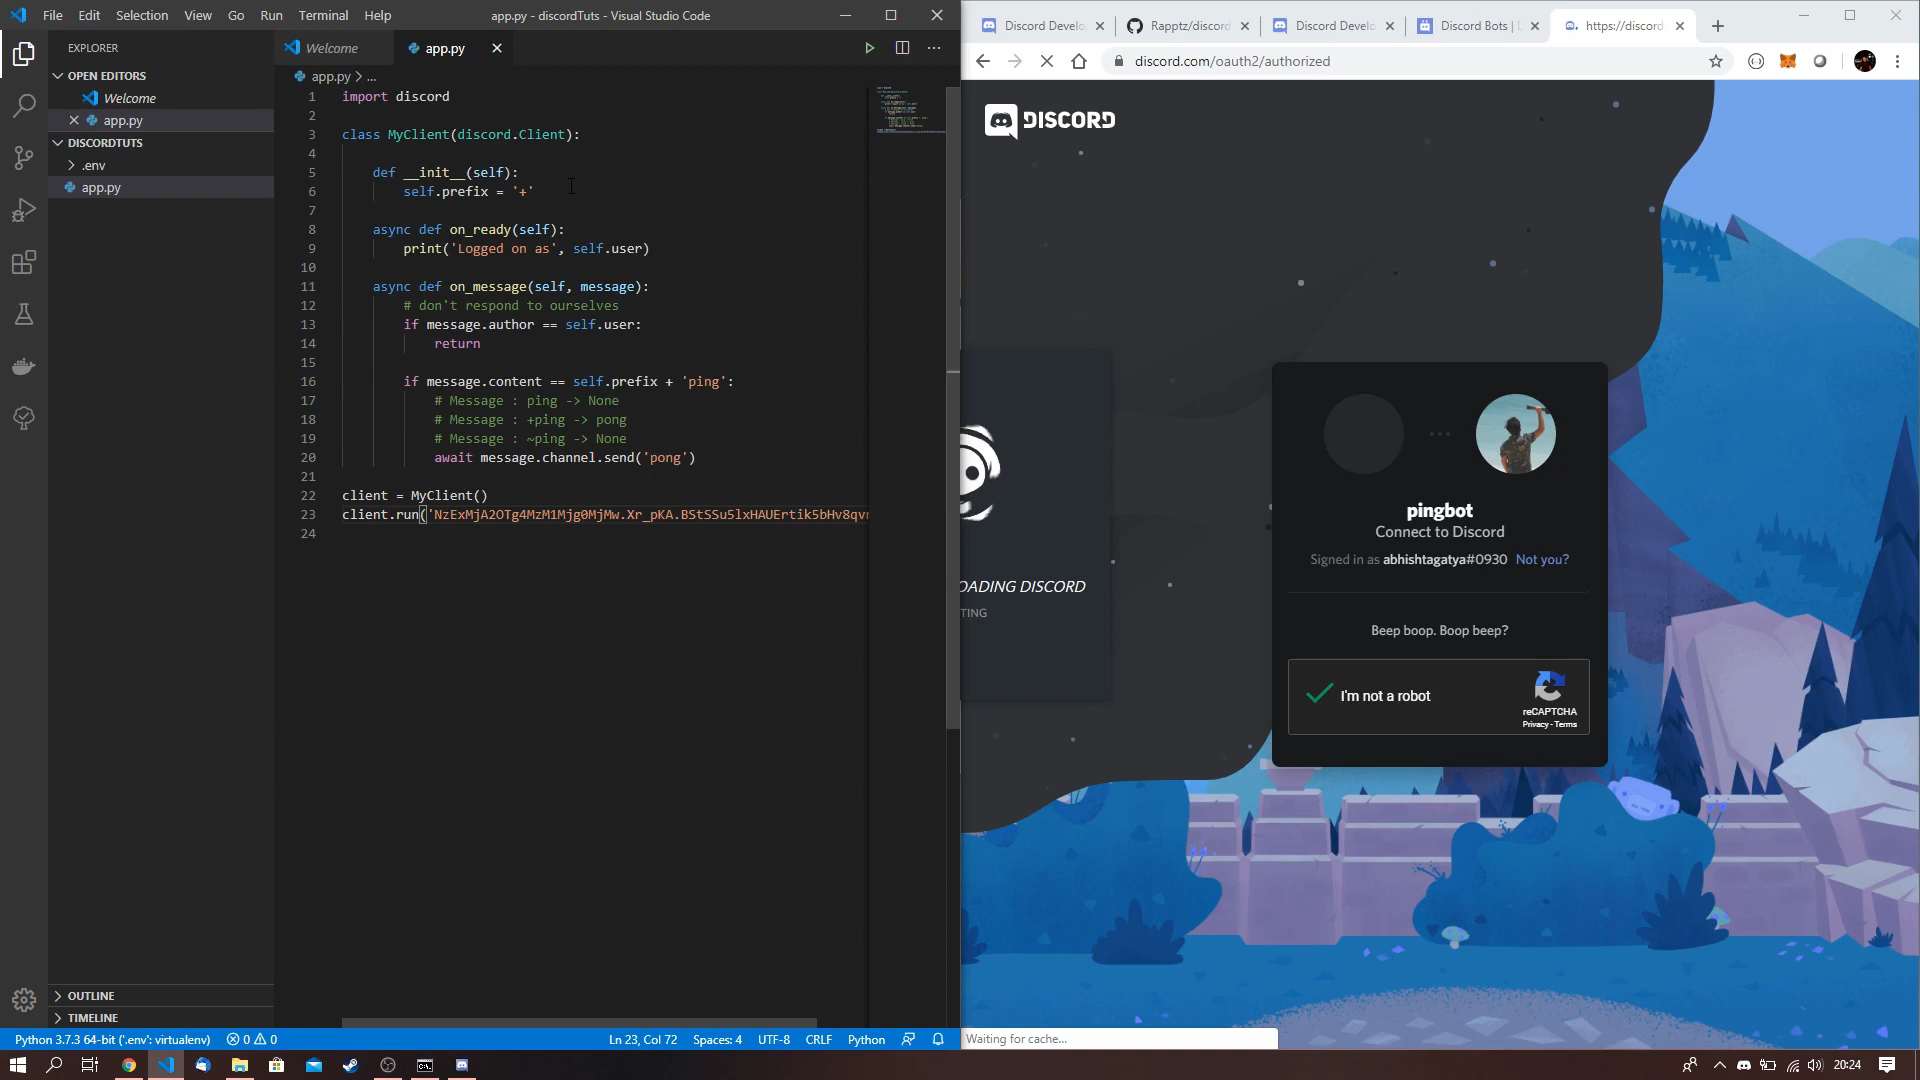 File Edit Selection View Go Run Terminal Help
app.py - discordTuts - Visual Studio Code
EXPLORER
OPEN EDITORS
Welcome
app.py
DISCORDTUTS
.env
app.py
OUTLINE
TIMELINE
Welcome
app.py
app.py > ...
1 import discord
2
3 class MyClient(discord.Client):
4
5 def __init__(self):
6 self.prefix = '+'
7
8 async def on_ready(self):
9 print('Logged on as', self.user)
10
11 async def on_message(self, message):
12 # don't respond to ourselves
13 if message.author == self.user:
14 return
15
16 if message.content == self.prefix + 'ping':
17 # Message : ping -> None
18 # Message : +ping -> pong
19 # Message : ~ping -> None
20 await message.channel.send('pong')
21
22 client = MyClient()
23 client.run(
24
Python 3.7.3 64-bit ('.env': virtualenv) 0 0
Ln 23, Col 72 Spaces: 4 UTF-8 CRLF Python
Discord Develo
Rapptz/discord
Discord Develo
Discord Bots | D
https://discord.
discord.com/oauth2/authorized
DISCORD
OADING DISCORD
TING
pingbot
Connect to Discord
Signed in as abhishtagatya#0930 Not you?
Beep boop. Boop beep?
I'm not a robot
reCAPTCHA
Privacy - Terms
Waiting for cache...
20:24